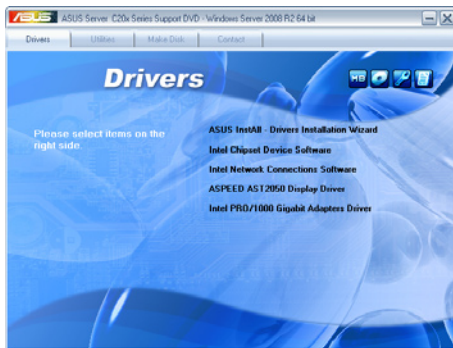 ASUS ASUS Server C20x Series Support DVD - Windows Server 2008 R2 64 bit
Drivers Utilities Make Disk Contact
Drivers
MB
Please select items on the
right side.
ASUS InstAll - Drivers Installation Wizard
Intel Chipset Device Software
Intel Network Connections Software
ASPEED AST2050 Display Driver
Intel PRO/1000 Gigabit Adapters Driver